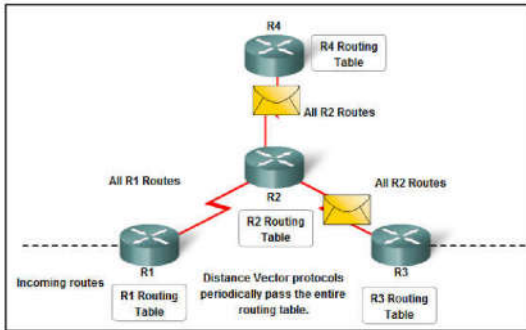 R4
R4 Routing
Table
All R2 Routes
All R1 Routes
R2
All R2 Routes
R2 Routing
Table
R1
R3
Incoming routes
R1 Routing
Table
Distance Vector protocols
periodically pass the entire
routing table.
R3 Routing
Table